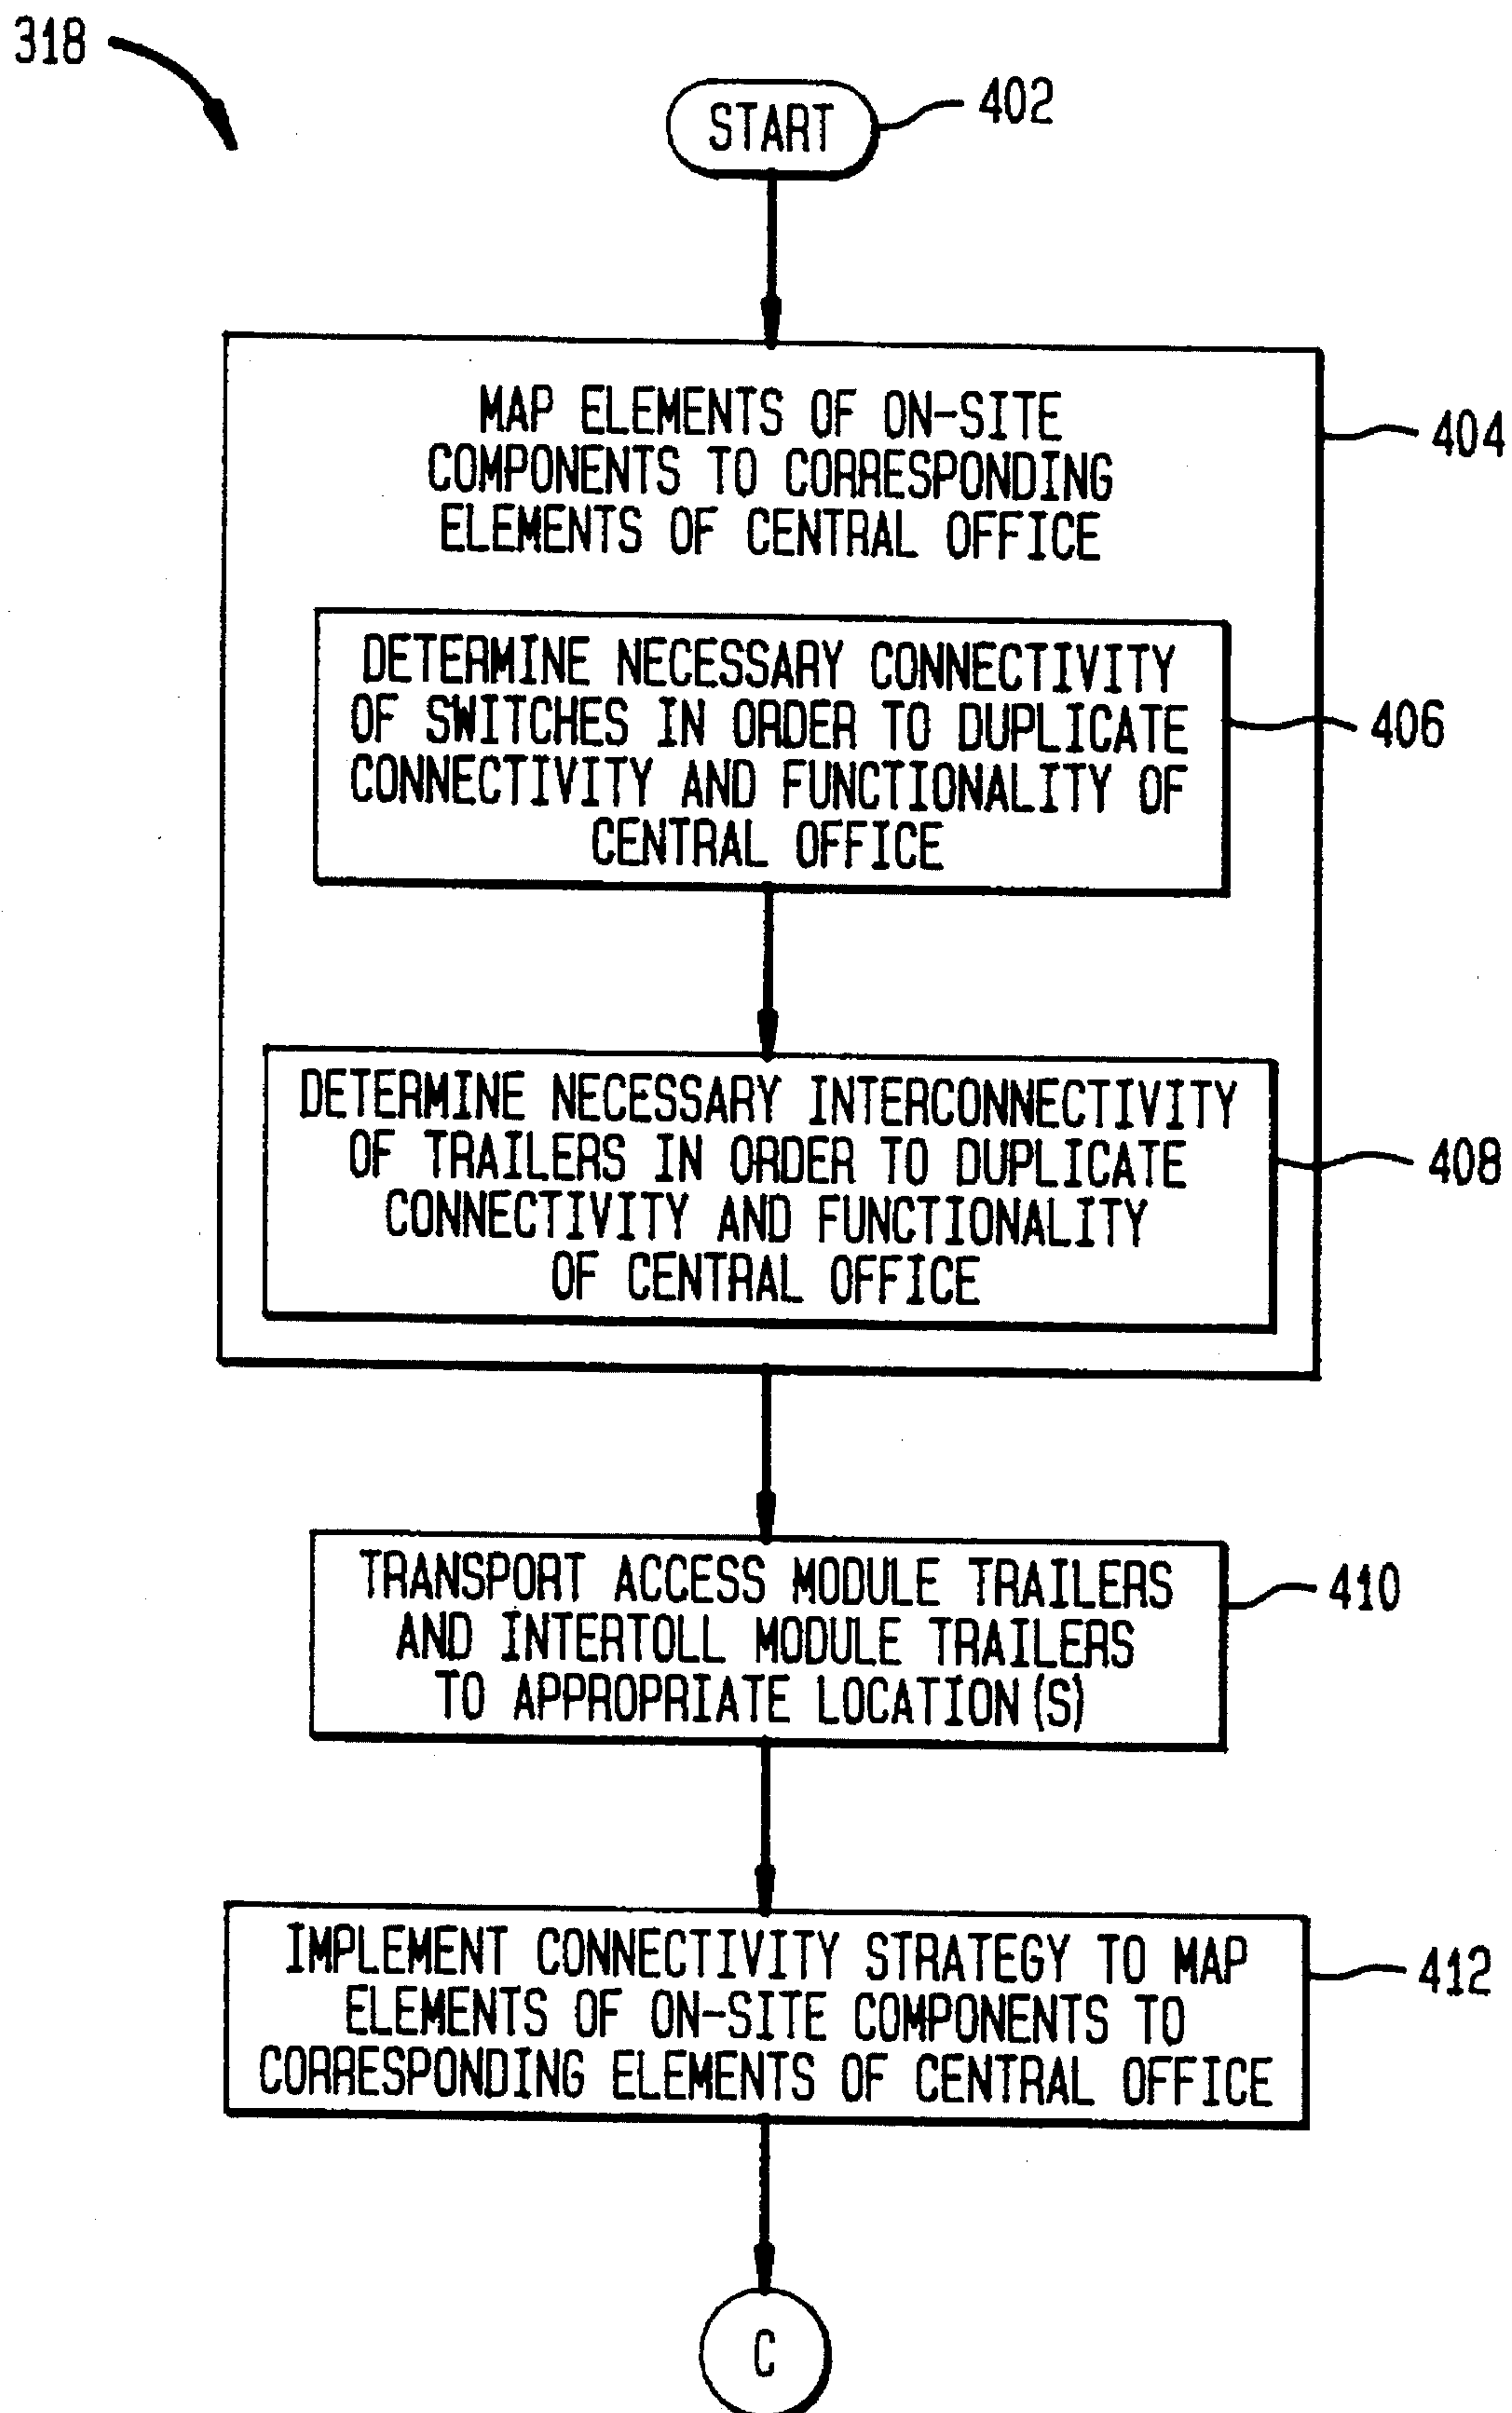 318
START
402
MAP ELEMENTS OF ON-SITE
COMPONENTS TO CORRESPONDING
ELEMENTS OF CENTRAL OFFICE
404
DETERMINE NECESSARY CONNECTIVITY
OF SWITCHES IN ORDER TO DUPLICATE
CONNECTIVITY AND FUNCTIONALITY OF
CENTRAL OFFICE
406
DETERMINE NECESSARY INTERCONNECTIVITY
OF TRAILERS IN ORDER TO DUPLICATE
CONNECTIVITY AND FUNCTIONALITY
OF CENTRAL OFFICE
408
TRANSPORT ACCESS MODULE TRAILERS
AND INTERTOLL MODULE TRAILERS
TO APPROPRIATE LOCATION(S)
410
IMPLEMENT CONNECTIVITY STRATEGY TO MAP
ELEMENTS OF ON-SITE COMPONENTS TO
CORRESPONDING ELEMENTS OF CENTRAL OFFICE
412
C